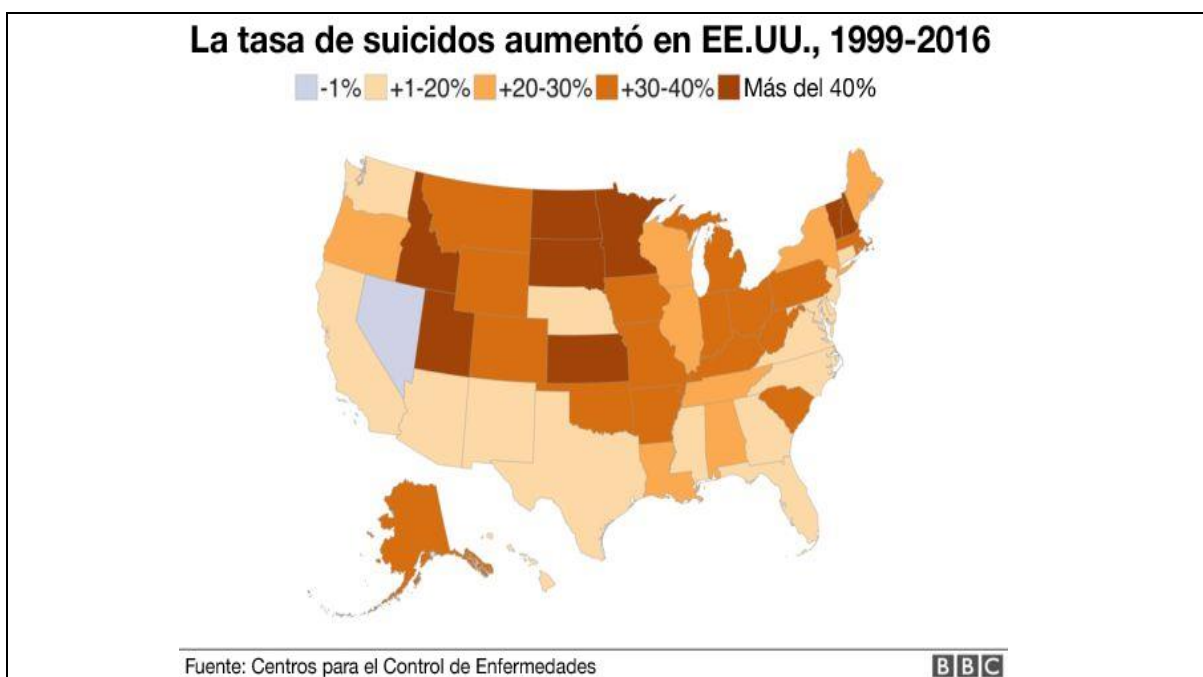 La tasa de suicidos aumentó en EE.UU., 1999-2016
-1% +1-20% +20-30% +30-40% Más del 40%
Fuente: Centros para el Control de Enfermedades
BBC